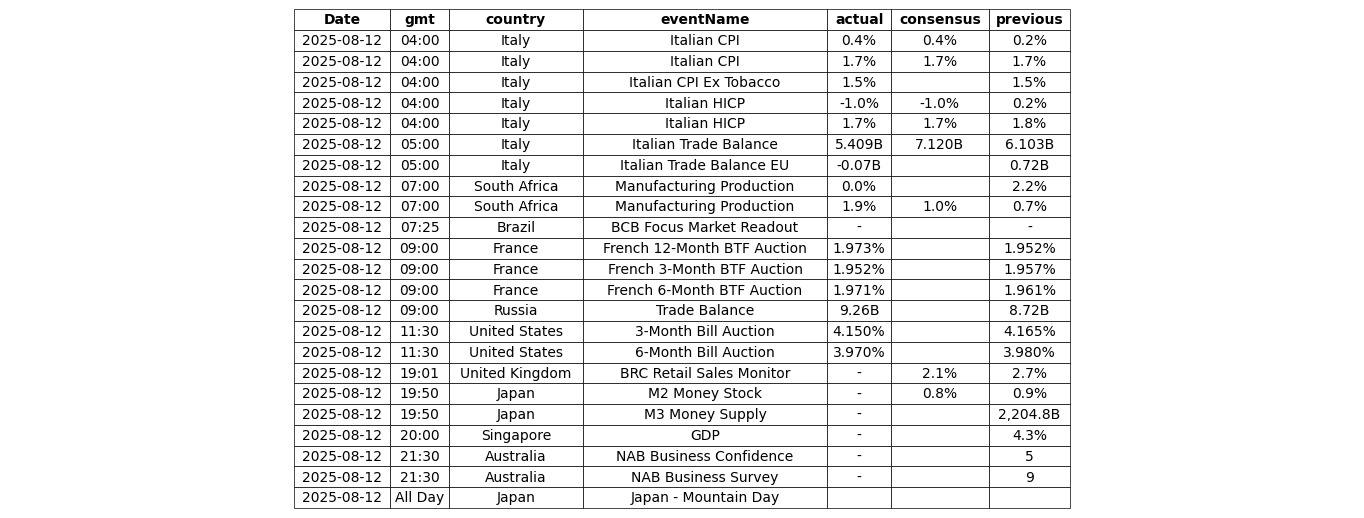 Date gmt country eventName actual consensus previous
2025-08-12 04:00 Italy Italian CPI 0.4% 0.4% 0.2%
2025-08-12 04:00 Italy Italian CPI 1.7% 1.7% 1.7%
2025-08-12 04:00 Italy Italian CPI Ex Tobacco 1.5% 1.5%
2025-08-12 04:00 Italy Italian HICP -1.0% -1.0% 0.2%
2025-08-12 04:00 Italy Italian HICP 1.7% 1.7% 1.8%
2025-08-12 05:00 Italy Italian Trade Balance 5.409B 7.120B 6.103B
2025-08-12 05:00 Italy Italian Trade Balance EU -0.07B 0.72B
2025-08-12 07:00 South Africa Manufacturing Production 0.0% 2.2%
2025-08-12 07:00 South Africa Manufacturing Production 1.9% 1.0% 0.7%
2025-08-12 07:25 Brazil BCB Focus Market Readout - -
2025-08-12 09:00 France French 12-Month BTF Auction 1.973% 1.952%
2025-08-12 09:00 France French 3-Month BTF Auction 1.952% 1.957%
2025-08-12 09:00 France French 6-Month BTF Auction 1.971% 1.961%
2025-08-12 09:00 Russia Trade Balance 9.26B 8.72B
2025-08-12 11:30 United States 3-Month Bill Auction 4.150% 4.165%
2025-08-12 11:30 United States 6-Month Bill Auction 3.970% 3.980%
2025-08-12 19:01 United Kingdom BRC Retail Sales Monitor - 2.1% 2.7%
2025-08-12 19:50 Japan M2 Money Stock - 0.8% 0.9%
2025-08-12 19:50 Japan M3 Money Supply - 2,204.8B
2025-08-12 20:00 Singapore GDP - 4.3%
2025-08-12 21:30 Australia NAB Business Confidence - 5
2025-08-12 21:30 Australia NAB Business Survey - 9
2025-08-12 All Day Japan Japan - Mountain Day